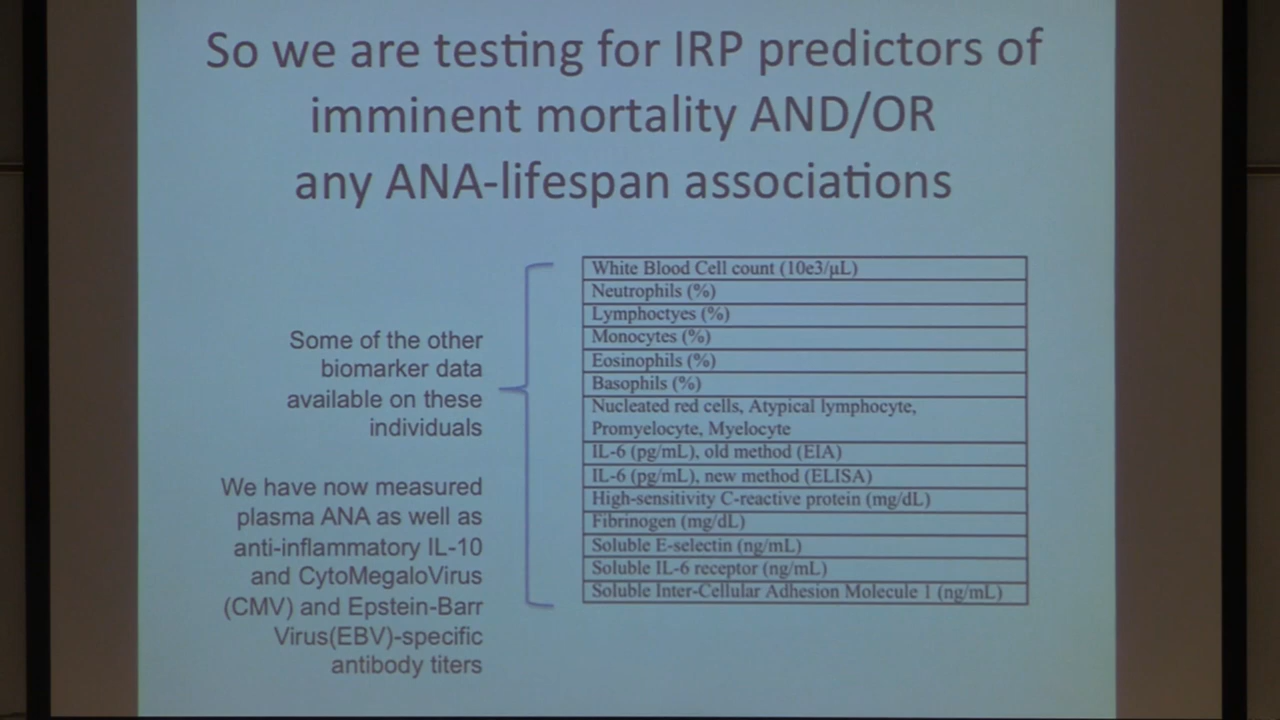 So we are testing for IRP predictors of
imminent mortality AND/OR
any ANA-lifespan associations
Some of the other
biomarker data
available on these
individuals
We have now measured
plasma ANA as well as
anti-inflammatory IL-10
and CytoMegaloVirus
(CMV) and Epstein-Barr
Virus(EBV)-specific
antibody titers
White Blood Cell count (10e3/µL)
Neutrophils (%)
Lymphoctyes (%)
Monocytes (%)
Eosinophils (%)
Basophils (%)
Nucleated red cells, Atypical lymphocyte,
Promyelocyte, Myelocyte
IL-6 (pg/mL), old method (EIA)
IL-6 (pg/mL), new method (ELISA)
High-sensitivity C-reactive protein (mg/dL)
Fibrinogen (mg/dL)
Soluble E-selectin (ng/mL)
Soluble IL-6 receptor (ng/mL)
Soluble Inter-Cellular Adhesion Molecule 1 (ng/mL)